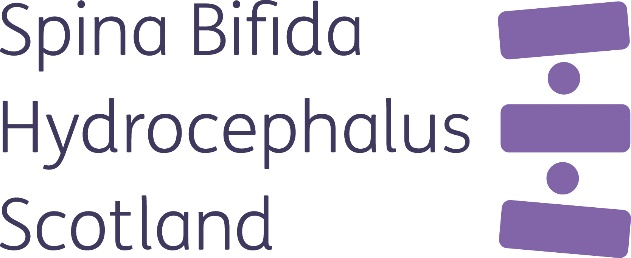 Spina Bifida
Hydrocephalus
Scotland